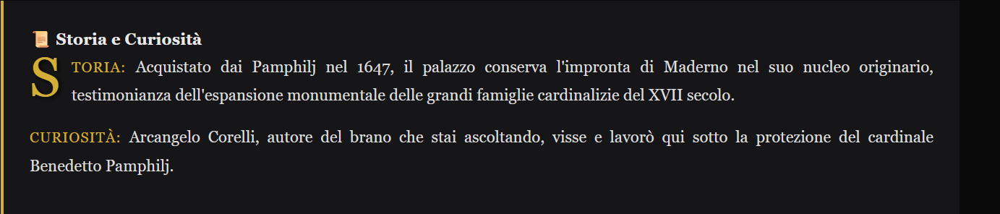 📜 Storia e Curiosità
STORIA: Acquistato dai Pamphilj nel 1647, il palazzo conserva l'impronta di Maderno nel suo nucleo originario,
testimonianza dell'espansione monumentale delle grandi famiglie cardinalizie del XVII secolo.
CURIOSITÀ: Arcangelo Corelli, autore del brano che stai ascoltando, visse e lavorò qui sotto la protezione del cardinale
Benedetto Pamphilj.